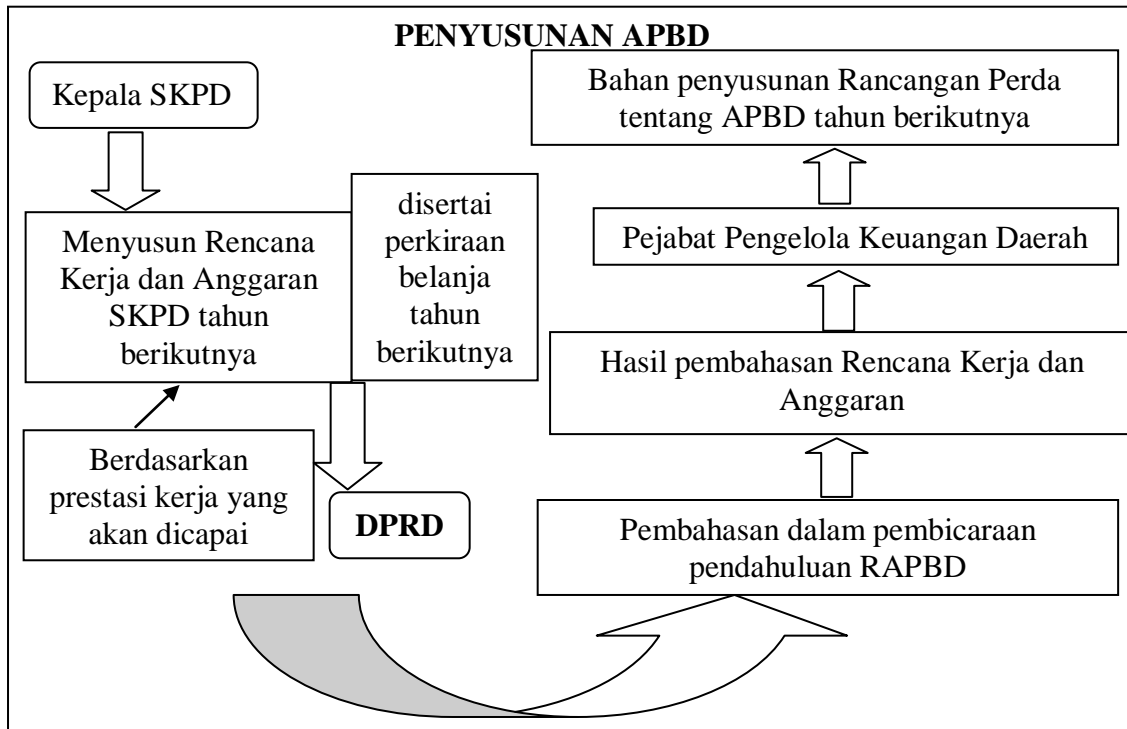 PENYUSUNAN APBD
Kepala SKPD
Menyusun Rencana
Kerja dan Anggaran
SKPD tahun
berikutnya
disertai
perkiraan
belanja
tahun
berikutnya
Berdasarkan
prestasi kerja yang
akan dicapai
DPRD
Pembahasan dalam pembicaraan
pendahuluan RAPBD
Hasil pembahasan Rencana Kerja dan
Anggaran
Pejabat Pengelola Keuangan Daerah
Bahan penyusunan Rancangan Perda
tentang APBD tahun berikutnya